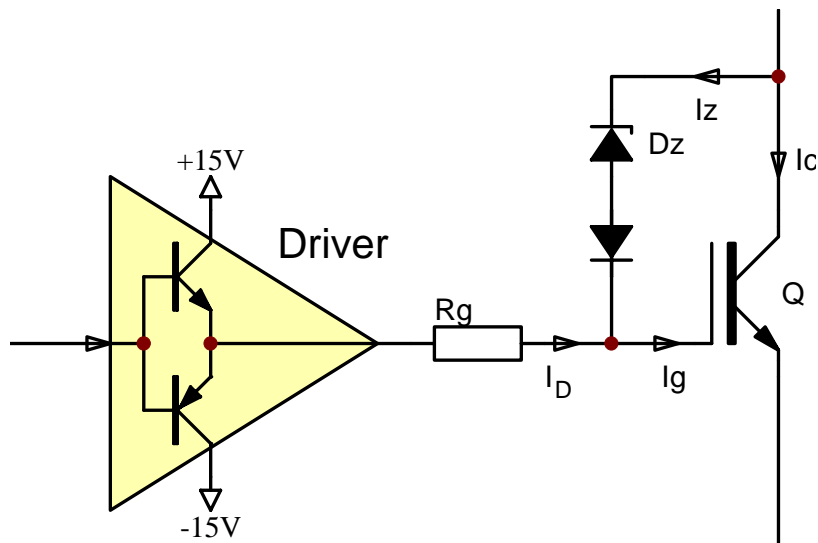 Iz
Dz
Ic
+15V
Driver
Q
Rg
I_D
Ig
-15V